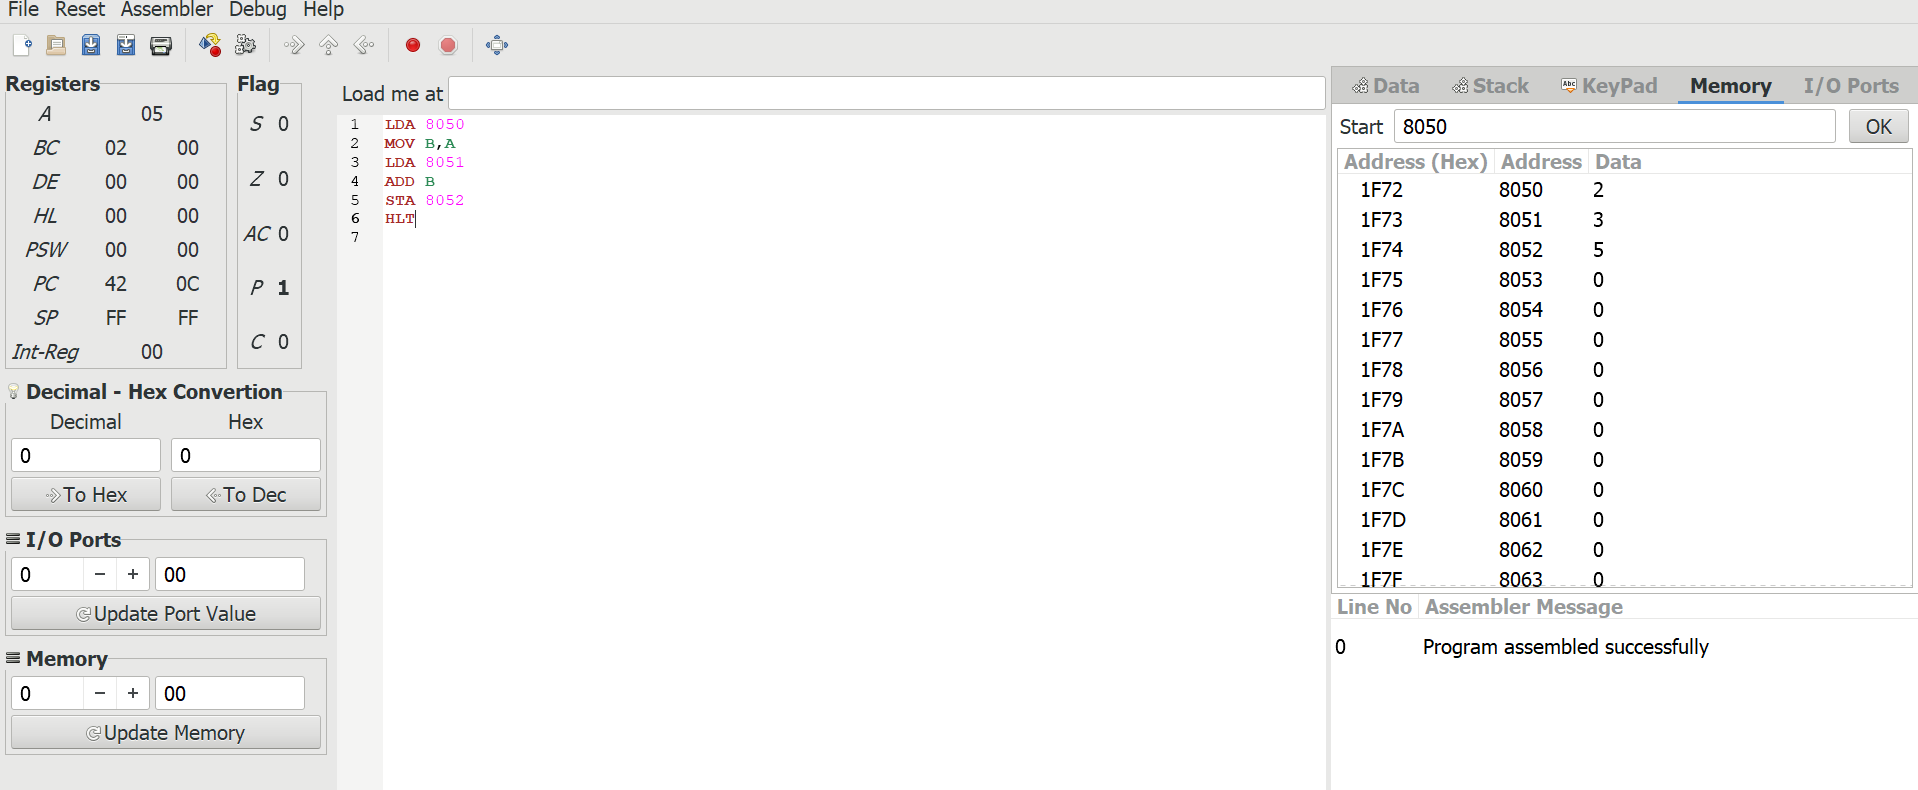 File Reset Assembler Debug Help
Registers
A 05
BC 02 00
DE 00 00
HL 00 00
PSW 00 00
PC 42 0C
SP FF FF
Int-Reg 00
Flag
S 0
Z 0
AC 0
P 1
C 0
Decimal - Hex Convertion
Decimal Hex
0 0
To Hex To Dec
I/O Ports
0 − + 00
Update Port Value
Memory
0 − + 00
Update Memory
Load me at
1 LDA 8050
2 MOV B,A
3 LDA 8051
4 ADD B
5 STA 8052
6 HLT
7
Data Stack Abc KeyPad Memory I/O Ports
Start 8050 OK
Address (Hex) Address Data
1F72 8050 2
1F73 8051 3
1F74 8052 5
1F75 8053 0
1F76 8054 0
1F77 8055 0
1F78 8056 0
1F79 8057 0
1F7A 8058 0
1F7B 8059 0
1F7C 8060 0
1F7D 8061 0
1F7E 8062 0
1F7F 8063 0
Line No Assembler Message
0 Program assembled successfully